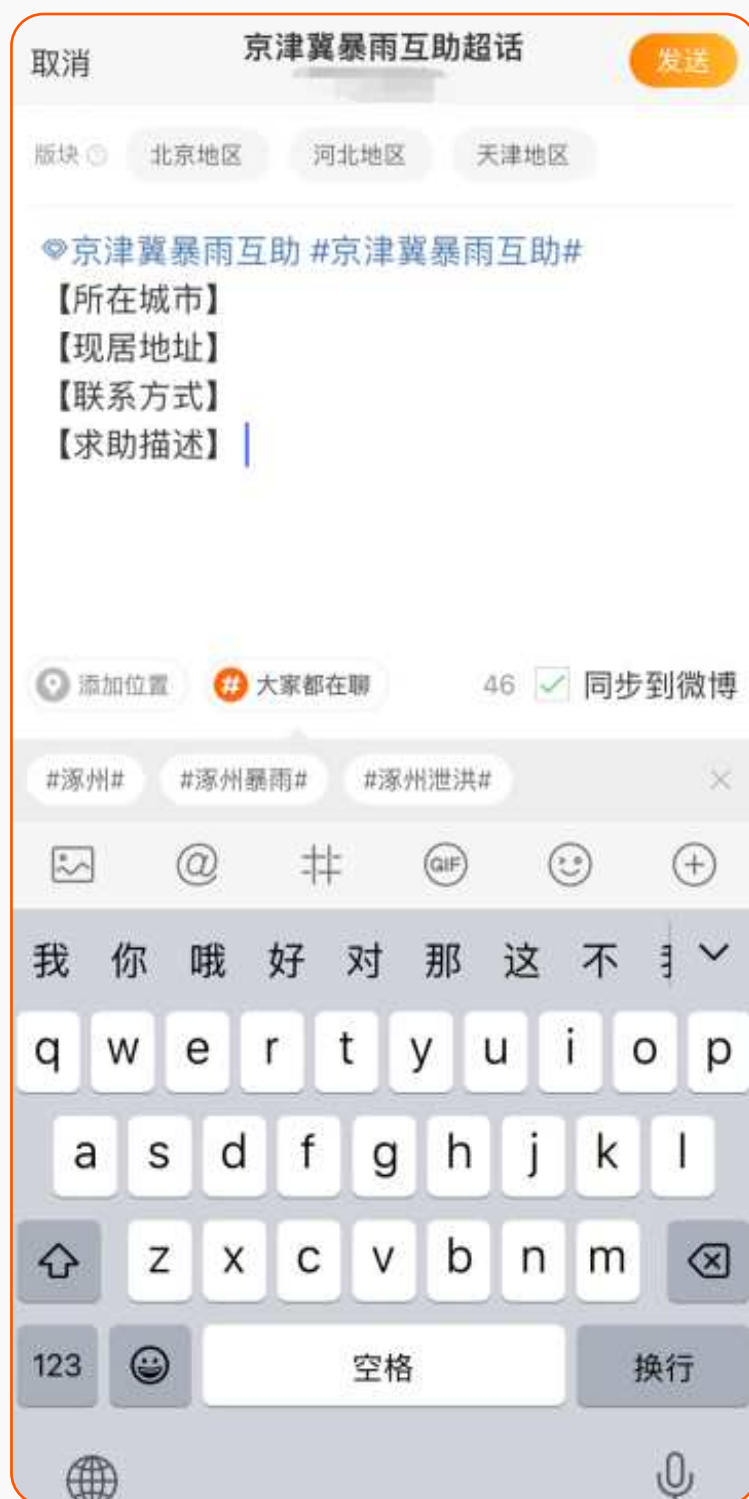 取消 京津冀暴雨互助超话 发送
版块 北京地区 河北地区 天津地区
京津冀暴雨互助 #京津冀暴雨互助#
【所在城市】
【现居地址】
【联系方式】
【求助描述】
添加位置 # 大家都在聊 46 同步到微博
#涿州# #涿州暴雨# #涿州泄洪#
@ GIF
我 你 哦 好 对 那 这 不
q w e r t y u i o p
a s d f g h j k l
z x c v b n m
123 空格 换行